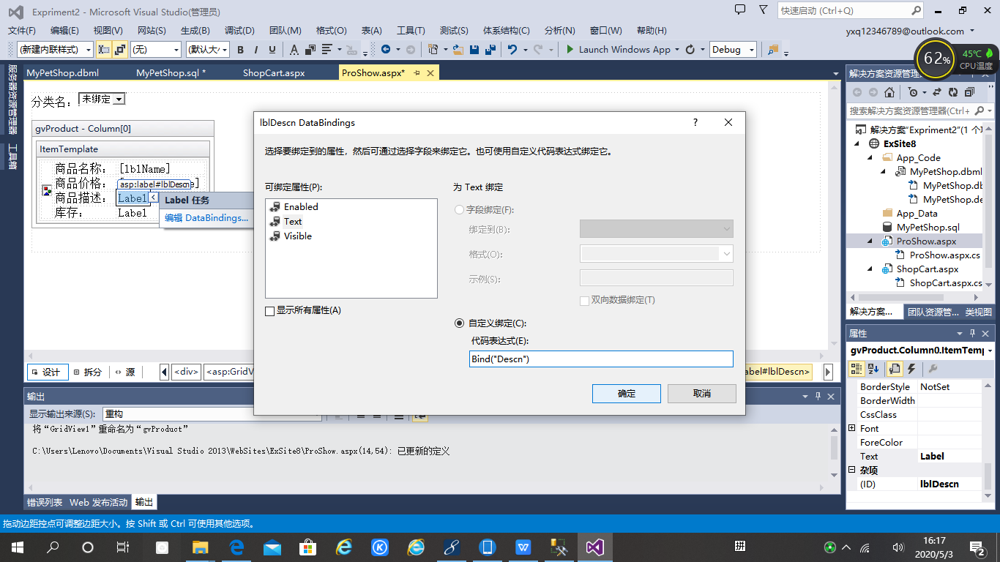 Expriment2 - Microsoft Visual Studio(管理员)
快速启动 (Ctrl+Q)
文件(F) 编辑(E) 视图(V) 网站(S) 生成(B) 调试(D) 团队(M) 格式(O) 表(A) 工具(T) 测试(S) 体系结构(C) 分析(N) 窗口(W) 帮助(H)
yxq12346789@outlook.com
(新建内联样式) (无) (默认大小 B I U A Launch Windows App Debug
62%
45℃
CPU温度
服务器资源管理器
工具箱
MyPetShop.dbml MyPetShop.sql * ShopCart.aspx ProShow.aspx*
分类名： 未绑定
gvProduct - Column[0]
ItemTemplate
商品名称： [lblName]
商品价格：
asp:label#lblDescn
商品描述： Label
库存： Label
Label 任务
编辑 DataBindings...
lblDescn DataBindings
?
选择要绑定到的属性，然后可通过选择字段来绑定它。也可使用自定义代码表达式绑定它。
可绑定属性(P):
Enabled
Text
Visible
显示所有属性(A)
为 Text 绑定
字段绑定(F):
绑定到(B):
格式(O):
示例(S):
双向数据绑定(T)
自定义绑定(C):
代码表达式(E):
Bind("Descn")
确定 取消
设计 拆分 源 <div> <asp:GridV
abel#lblDescn>
输出
显示输出来源(S): 重构
将“GridView1”重命名为“gvProduct”
C:\Users\Lenovo\Documents\Visual Studio 2013\WebSites\ExSite8\ProShow.aspx(14,54): 已更新的定义
错误列表 Web 发布活动 输出
解决方案资源管理
搜索解决方案资源管理器(Ctrl+
解决方案"Expriment2"(1 个
ExSite8
App_Code
MyPetShop.dbml
MyPetShop.db
MyPetShop.de
App_Data
MyPetShop.sql
ProShow.aspx
ProShow.aspx.cs
ShopCart.aspx
ShopCart.aspx.cs
解决方案... 团队资源管... 类视图
属性
gvProduct.Column0.ItemTemp
BorderStyle NotSet
BorderWidth
CssClass
Font
ForeColor
Text Label
杂项
(ID) lblDescn
拖动边距控点可调整边距大小。按 Shift 或 Ctrl 可使用其他选项。
拼
16:17
2020/5/3
2